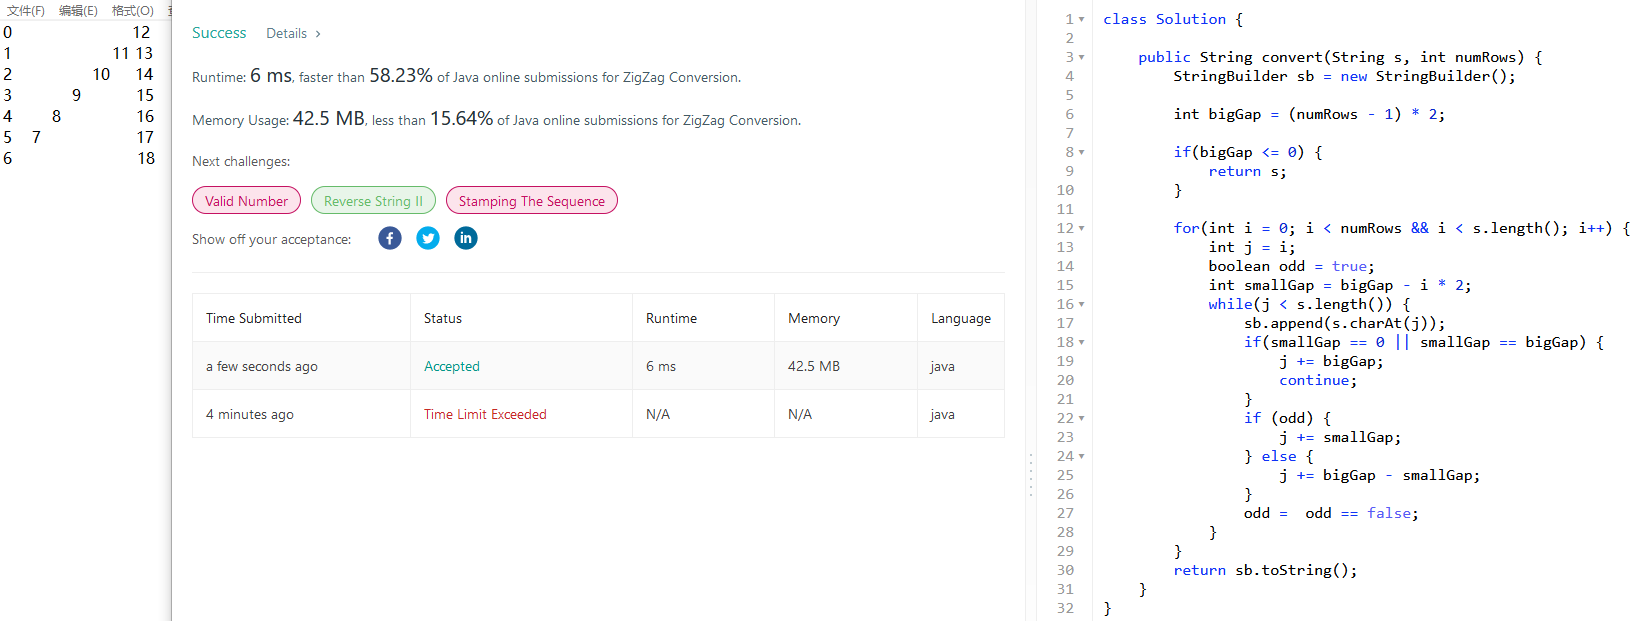 文件(F) 编辑(E) 格式(O)
0 12
1 11 13
2 10 14
3 9 15
4 8 16
5 7 17
6 18
Success Details ›
Runtime: 6 ms, faster than 58.23% of Java online submissions for ZigZag Conversion.
Memory Usage: 42.5 MB, less than 15.64% of Java online submissions for ZigZag Conversion.
Next challenges:
Valid Number Reverse String II Stamping The Sequence
Show off your acceptance:
Time Submitted Status Runtime Memory Language
a few seconds ago Accepted 6 ms 42.5 MB java
4 minutes ago Time Limit Exceeded N/A N/A java
1 class Solution {
2
3 public String convert(String s, int numRows) {
4 StringBuilder sb = new StringBuilder();
5
6 int bigGap = (numRows - 1) * 2;
7
8 if(bigGap <= 0) {
9 return s;
10 }
11
12 for(int i = 0; i < numRows && i < s.length(); i++) {
13 int j = i;
14 boolean odd = true;
15 int smallGap = bigGap - i * 2;
16 while(j < s.length()) {
17 sb.append(s.charAt(j));
18 if(smallGap == 0 || smallGap == bigGap) {
19 j += bigGap;
20 continue;
21 }
22 if (odd) {
23 j += smallGap;
24 } else {
25 j += bigGap - smallGap;
26 }
27 odd =  odd == false;
28 }
29 }
30 return sb.toString();
31 }
32 }